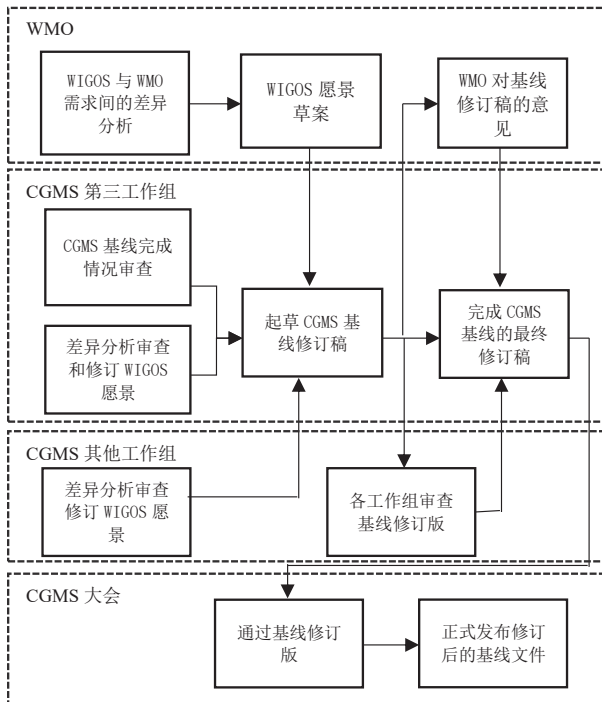 WMO
WIGOS 与 WMO
需求间的差异
分析
WIGOS 愿景
草案
WMO 对基线
修订稿的意
见
CGMS 第三工作组
CGMS 基线完成
情况审查
差异分析审查
和修订 WIGOS
愿景
起草 CGMS 基
线修订稿
完成 CGMS
基线的最终
修订稿
CGMS 其他工作组
差异分析审查
修订 WIGOS 愿
景
各工作组审查
基线修订版
CGMS 大会
通过基线修订
版
正式发布修订
后的基线文件